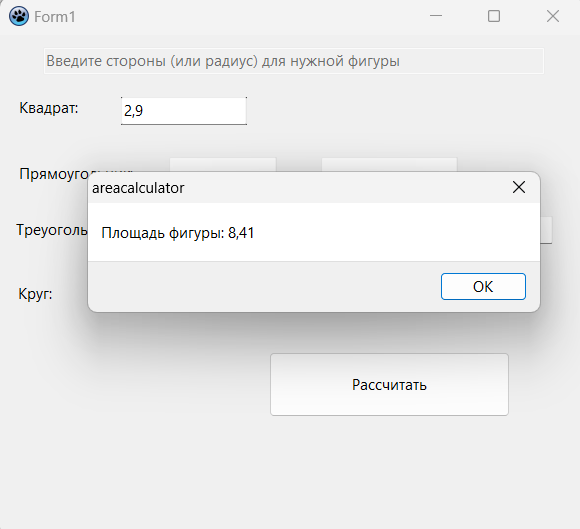 Form1
Введите стороны (или радиус) для нужной фигуры
Квадрат: 2,9
areacalculator
Площадь фигуры: 8,41
OK
Круг:
Рассчитать